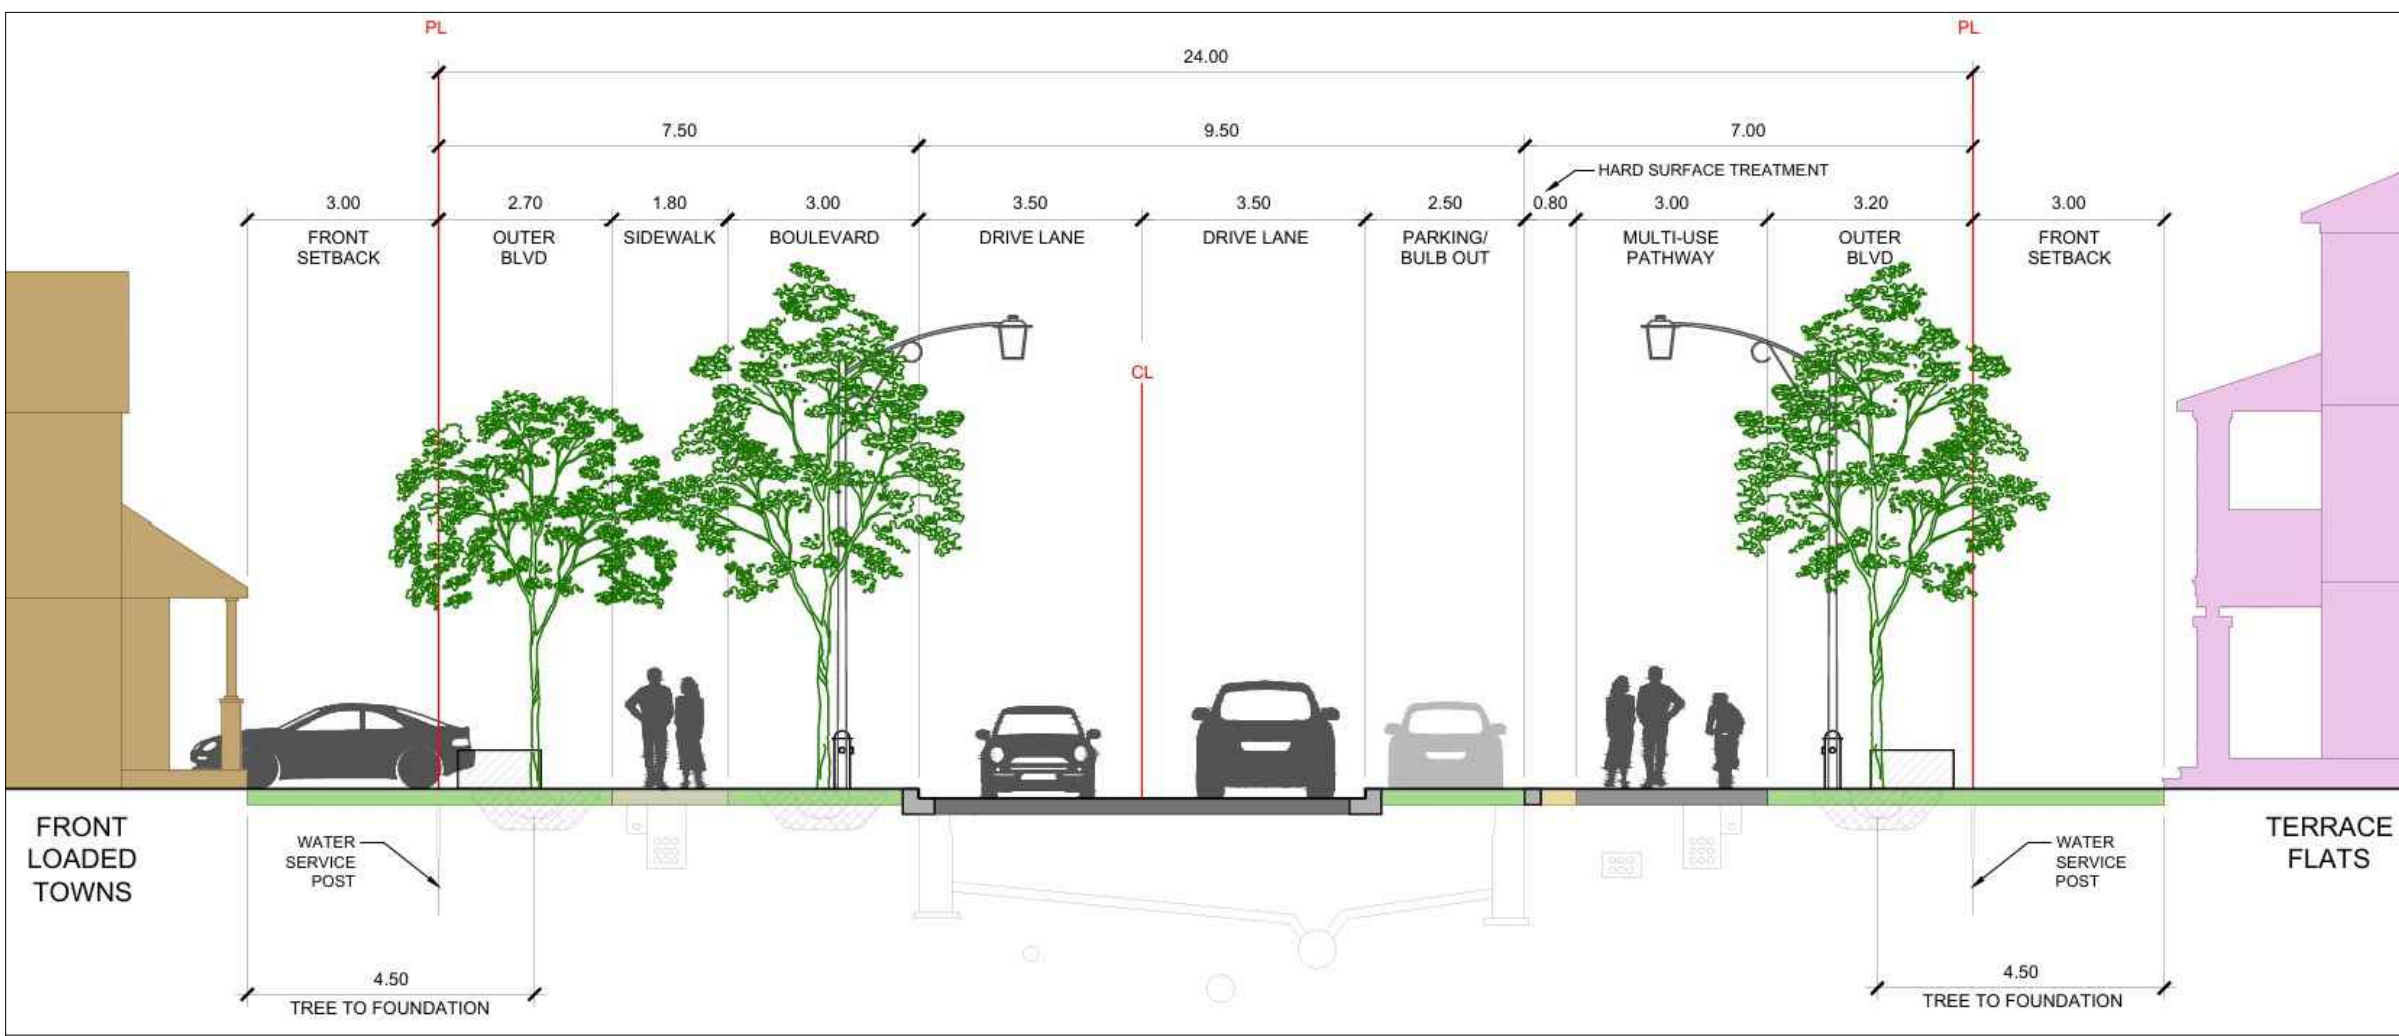 PL
PL
24.00
7.50
9.50
7.00
HARD SURFACE TREATMENT
3.00
2.70
1.80
3.00
3.50
3.50
2.50
0.80
3.00
3.20
3.00
FRONT
SETBACK
OUTER
BLVD
SIDEWALK
BOULEVARD
DRIVE LANE
DRIVE LANE
PARKING/
BULB OUT
MULTI-USE
PATHWAY
OUTER
BLVD
FRONT
SETBACK
CL
FRONT
LOADED
TOWNS
WATER
SERVICE
POST
WATER
SERVICE
POST
TERRACE
FLATS
4.50
TREE TO FOUNDATION
4.50
TREE TO FOUNDATION